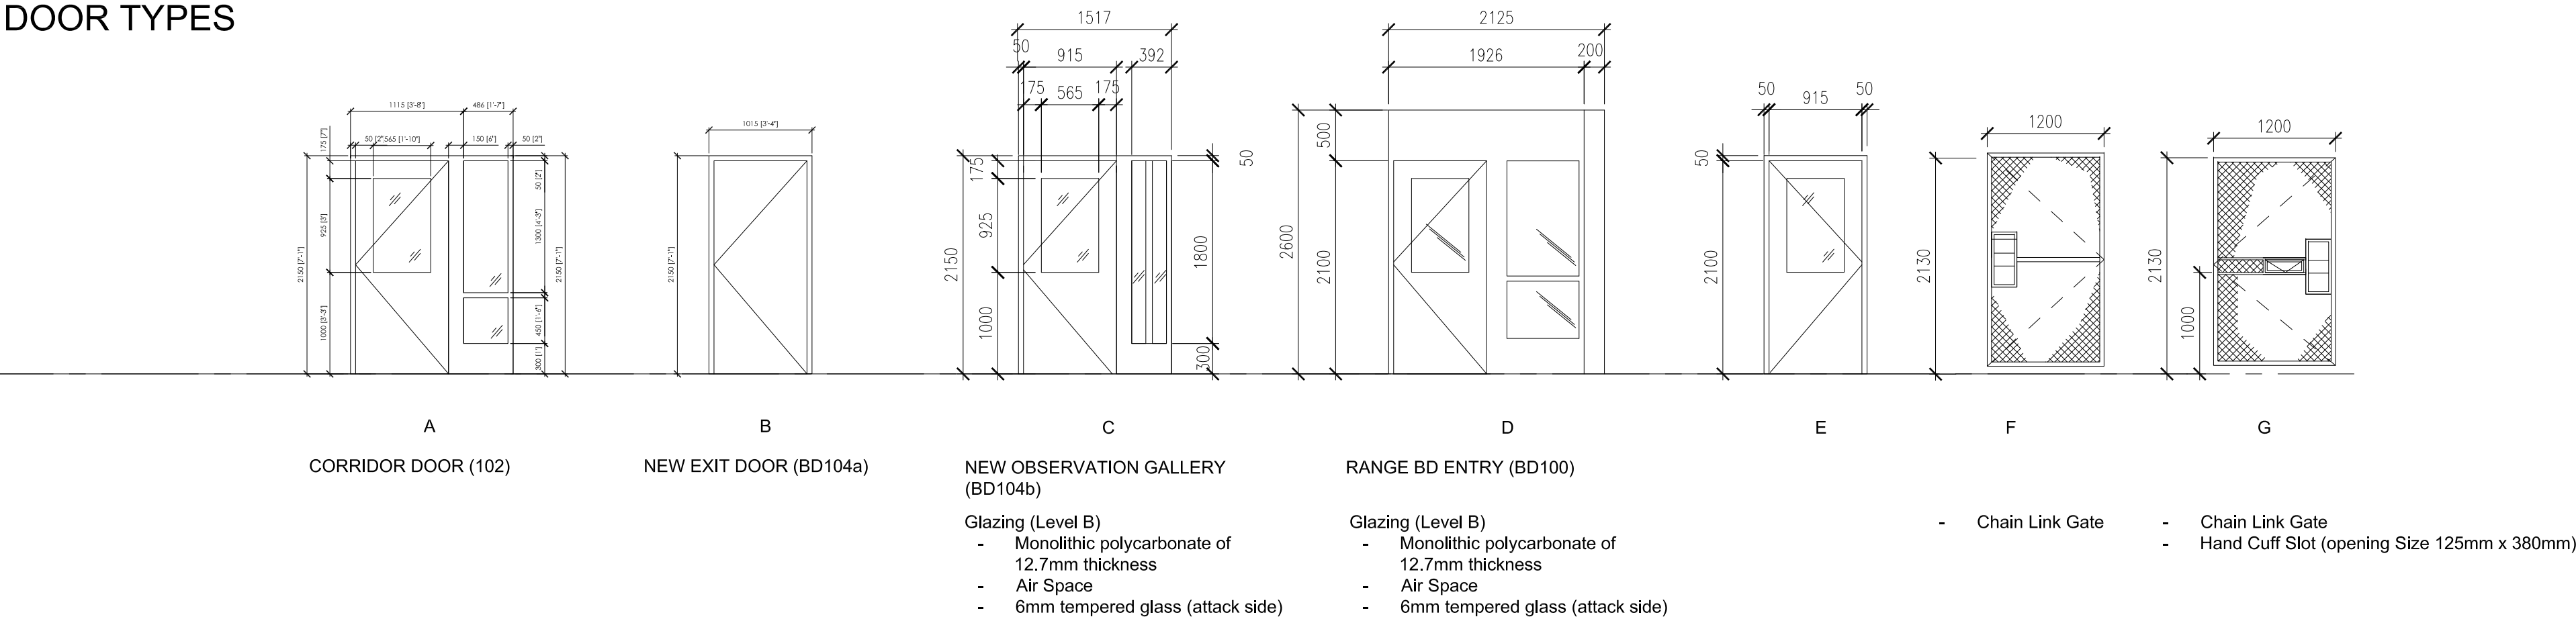 DOOR TYPES
1517
50
915
392
175
565
175
2125
1926
200
1115 [3'-8"]
486 [1'-7"]
175 [7"]
50 [2"]
565 [1'-10"]
150 [6"]
50 [2"]
2150 [7'-1"]
925 [3']
1000 [3'-3"]
50 [2"]
1300 [4'-3"]
450 [1'-6"]
300 [1']
2150 [7'-1"]
1015 [3'-4"]
2150 [7'-1"]
2150
175
925
1000
50
1800
300
2600
500
2100
50
915
50
50
2100
1200
2130
1200
2130
1000
A
B
C
D
E
F
G
CORRIDOR DOOR (102)
NEW EXIT DOOR (BD104a)
NEW OBSERVATION GALLERY
(BD104b)
RANGE BD ENTRY (BD100)
Glazing (Level B)
- Monolithic polycarbonate of
12.7mm thickness
- Air Space
- 6mm tempered glass (attack side)
Glazing (Level B)
- Monolithic polycarbonate of
12.7mm thickness
- Air Space
- 6mm tempered glass (attack side)
- Chain Link Gate
- Chain Link Gate
- Hand Cuff Slot (opening Size 125mm x 380mm)